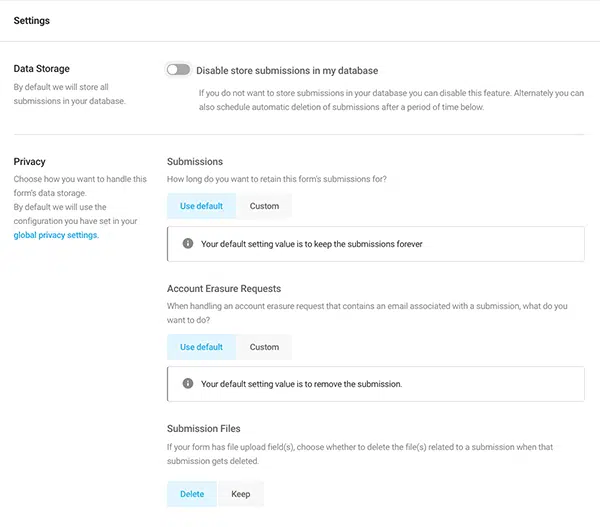 Settings
Data Storage
By default we will store all
submissions in your database.
Disable store submissions in my database
If you do not want to store submissions in your database you can disable this feature. Alternately you can
also schedule automatic deletion of submissions after a period of time below.
Privacy
Choose how you want to handle this
form's data storage.
By default we will use the
configuration you have set in your
global privacy settings.
Submissions
How long do you want to retain this form's submissions for?
Use default Custom
Your default setting value is to keep the submissions forever
Account Erasure Requests
When handling an account erasure request that contains an email associated with a submission, what do you
want to do?
Use default Custom
Your default setting value is to remove the submission.
Submission Files
If your form has file upload field(s), choose whether to delete the file(s) related to a submission when that
submission gets deleted.
Delete Keep